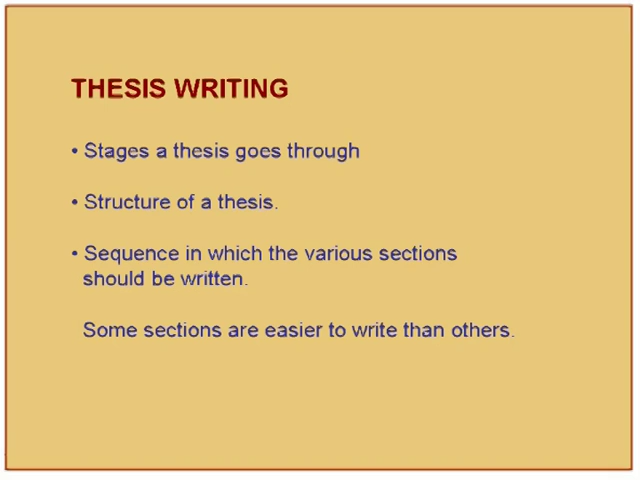 THESIS WRITING
• Stages a thesis goes through
• Structure of a thesis.
• Sequence in which the various sections
should be written.
Some sections are easier to write than others.